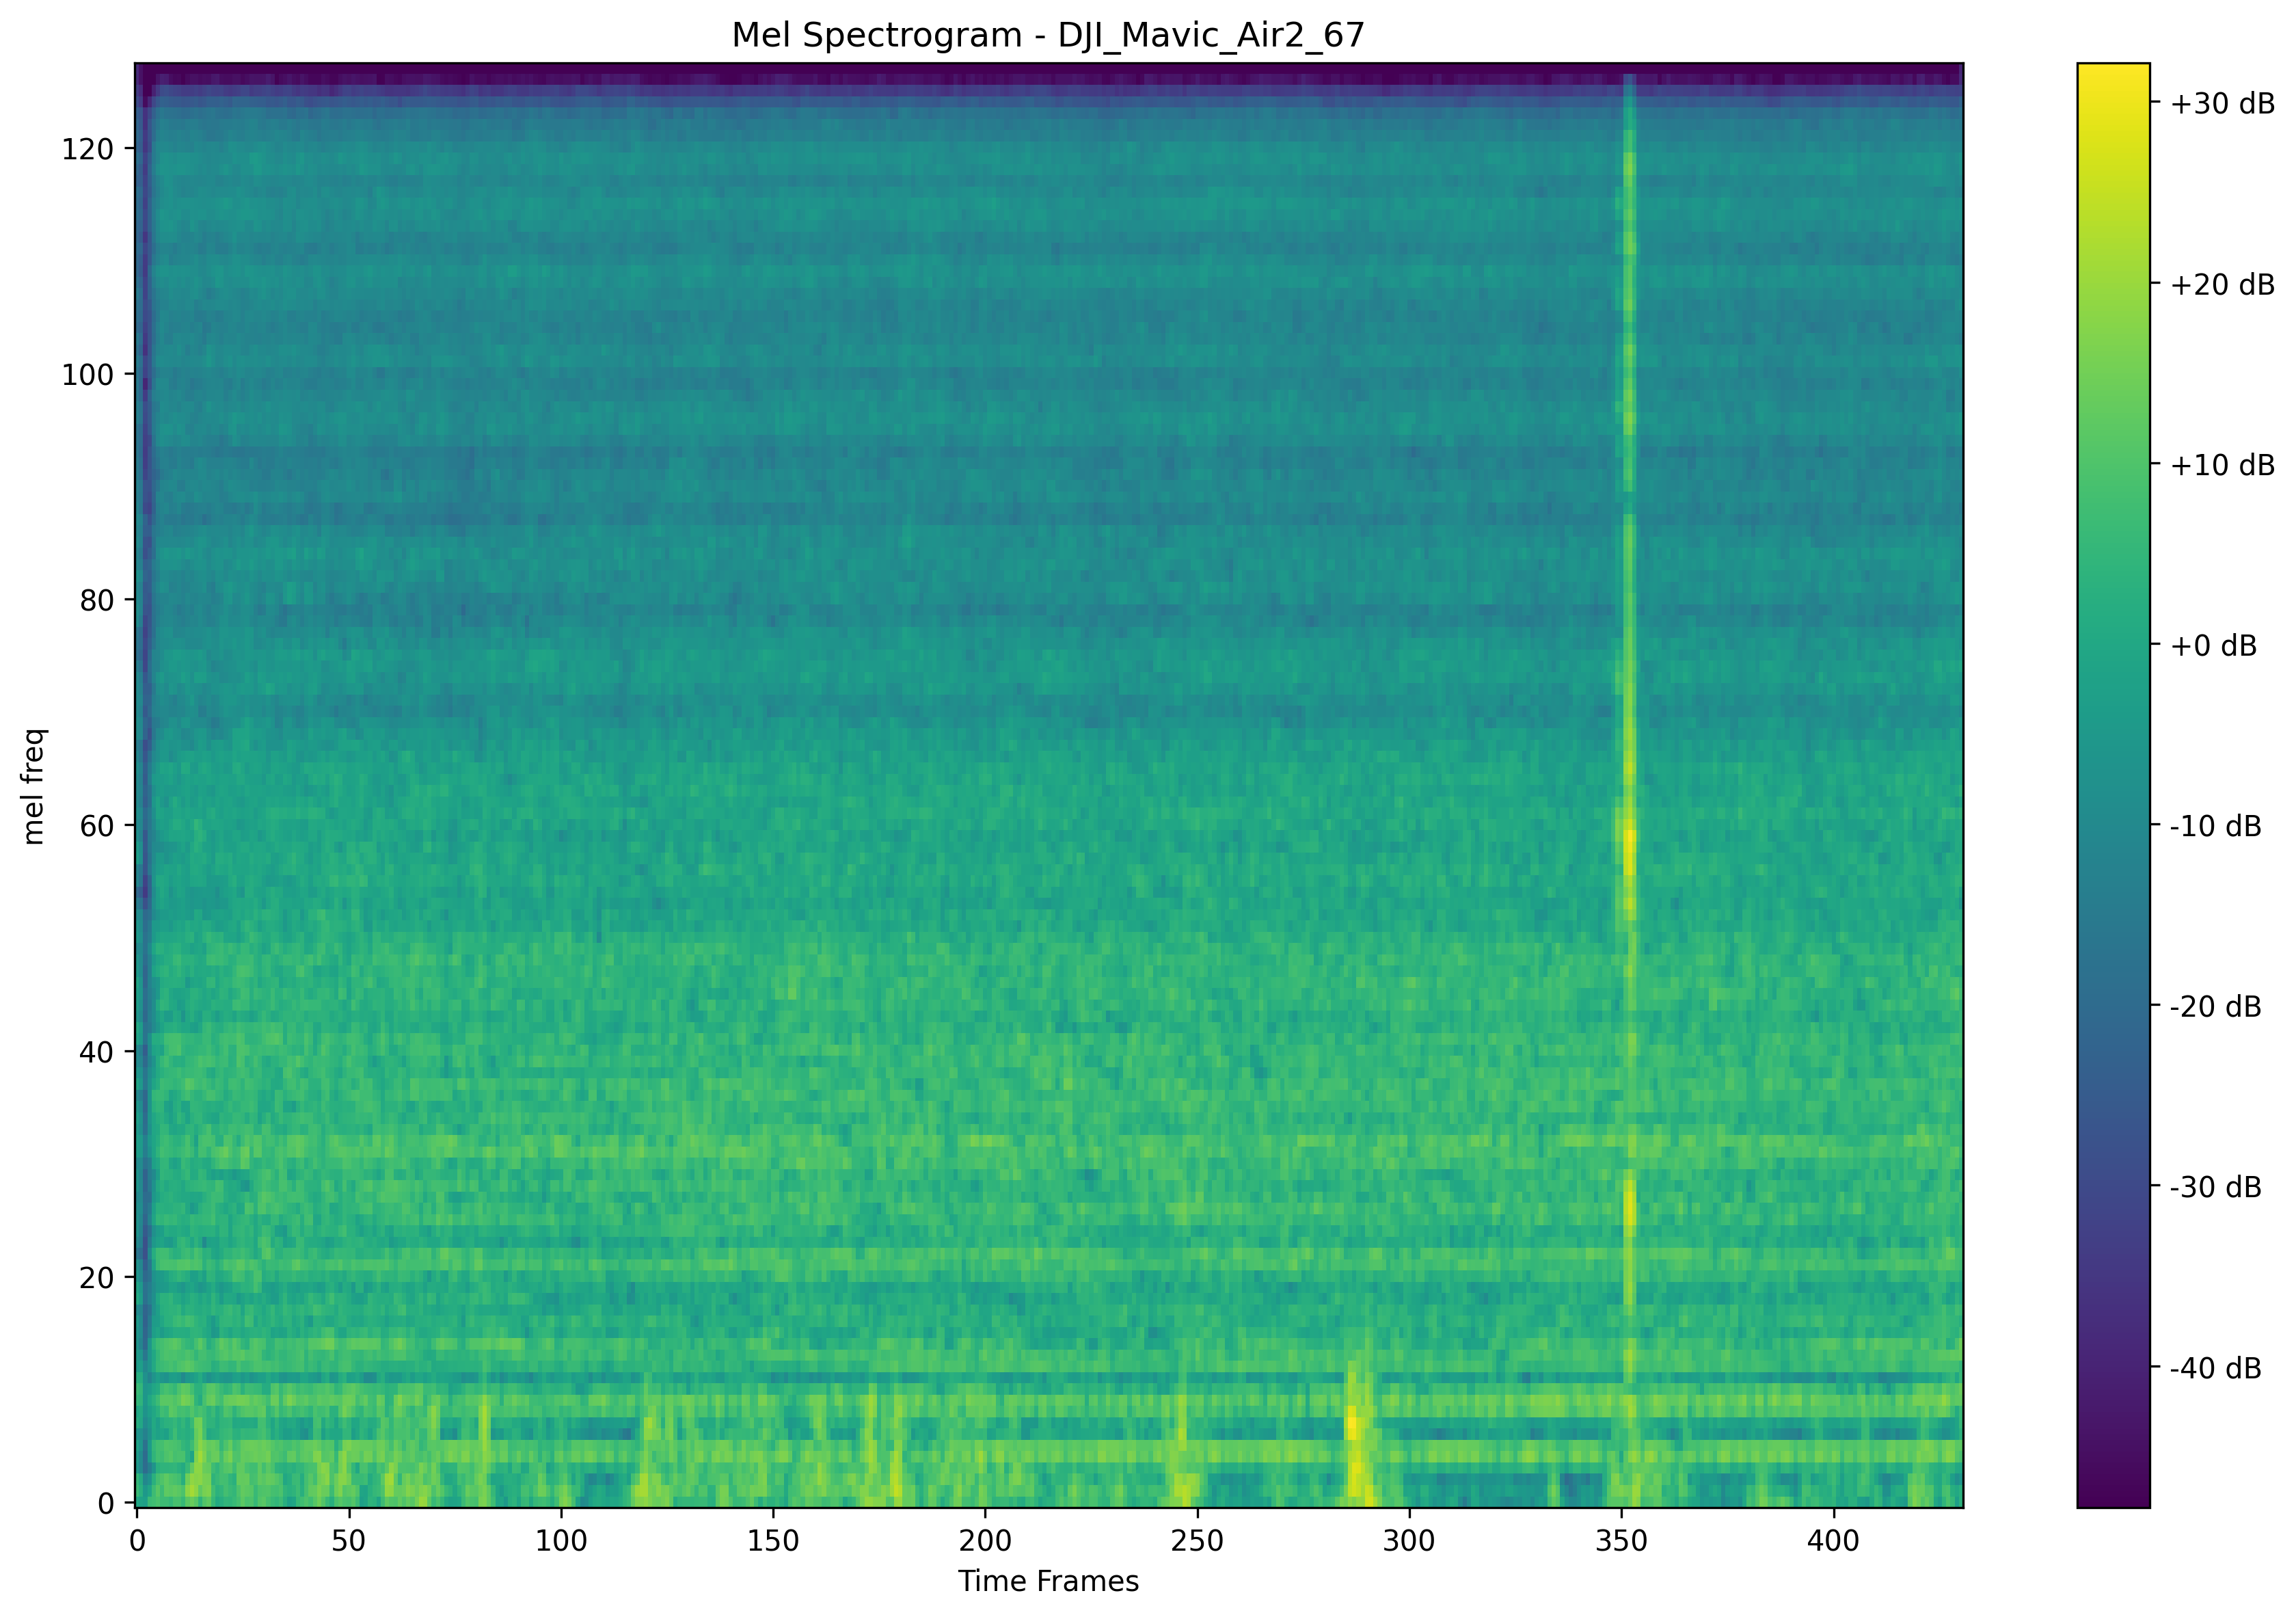 Mel Spectrogram - DJI_Mavic_Air2_67
mel freq
120
100
80
60
40
20
0
0 50 100 150 200 250 300 350 400
Time Frames
+30 dB
+20 dB
+10 dB
+0 dB
-10 dB
-20 dB
-30 dB
-40 dB